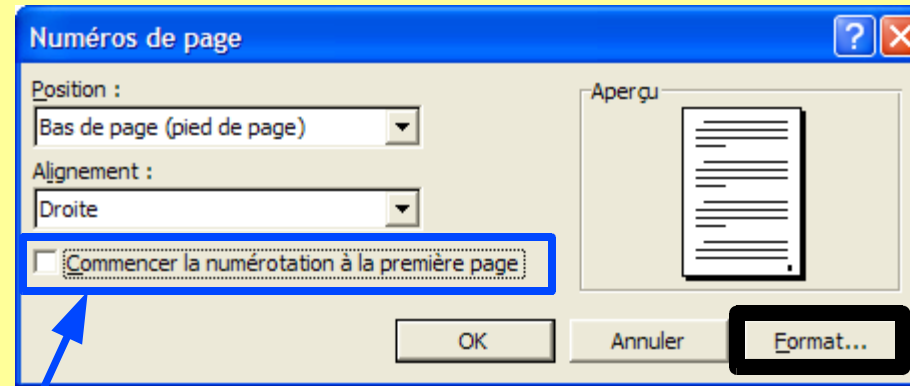 Numéros de page
Position :
Bas de page (pied de page)
Alignement :
Droite
Commencer la numérotation à la première page
Aperçu
OK
Annuler
Format...